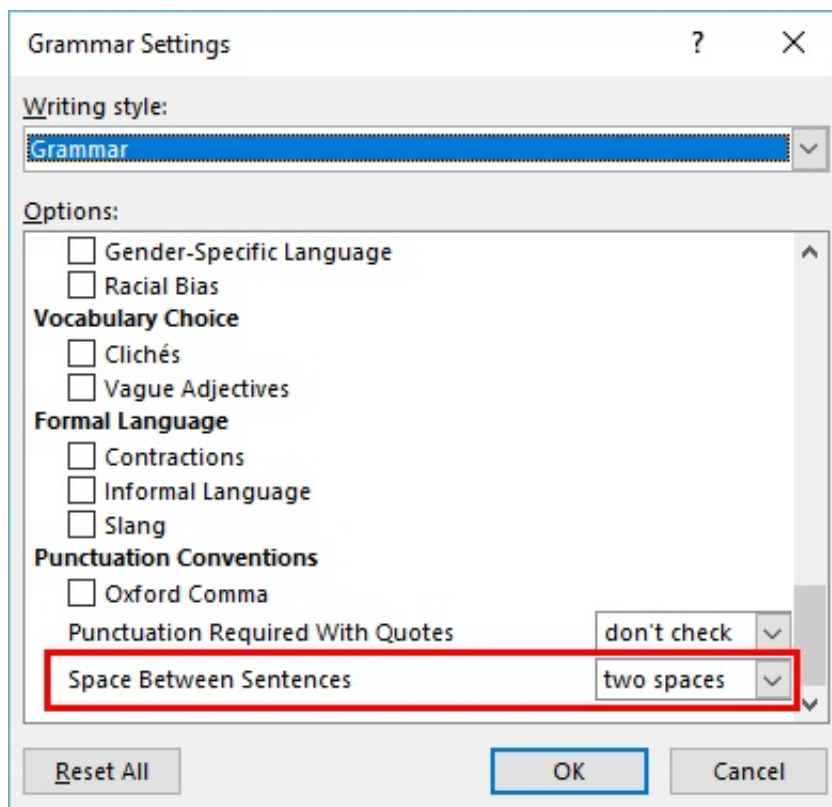 Grammar Settings ?
Writing style:
Grammar
Options:
Gender-Specific Language
Racial Bias
Vocabulary Choice
Clichés
Vague Adjectives
Formal Language
Contractions
Informal Language
Slang
Punctuation Conventions
Oxford Comma
Punctuation Required With Quotes don't check
Space Between Sentences two spaces
Reset All OK Cancel